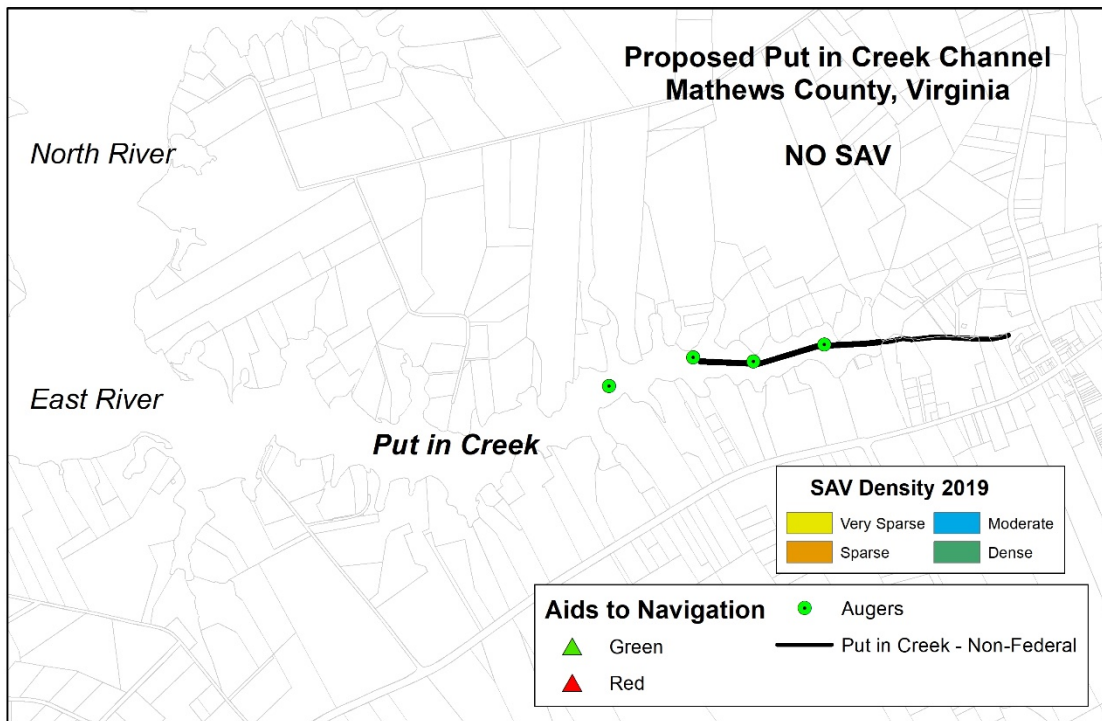 Proposed Put in Creek Channel
Mathews County, Virginia
North River
NO SAV
East River
Put in Creek
SAV Density 2019
Very Sparse
Moderate
Sparse
Dense
Aids to Navigation
Augers
Green
Put in Creek - Non-Federal
Red